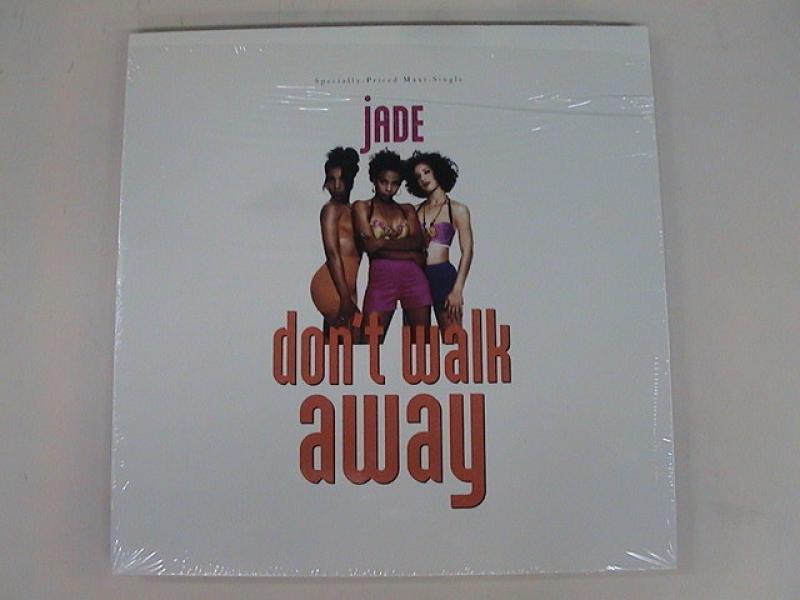 Specially-Priced Maxi-Single
jADE
don't walk
away